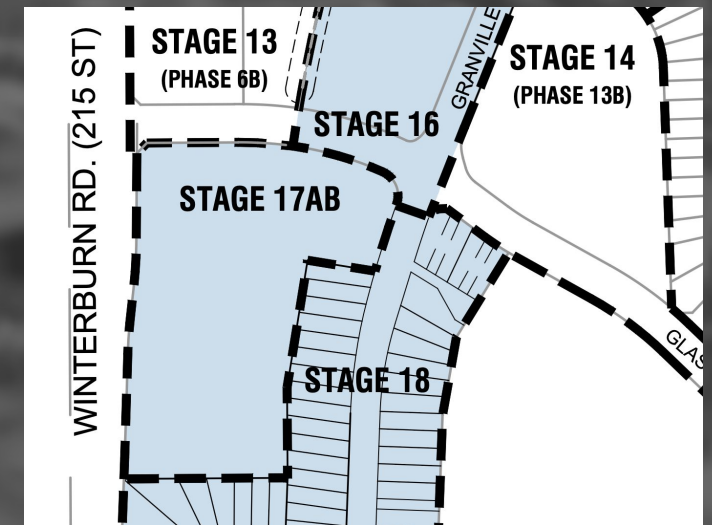 STAGE 13
(PHASE 6B)
GRANVILLE
STAGE 14
(PHASE 13B)
STAGE 16
WINTERBURN RD. (215 ST)
STAGE 17AB
STAGE 18
GLAS